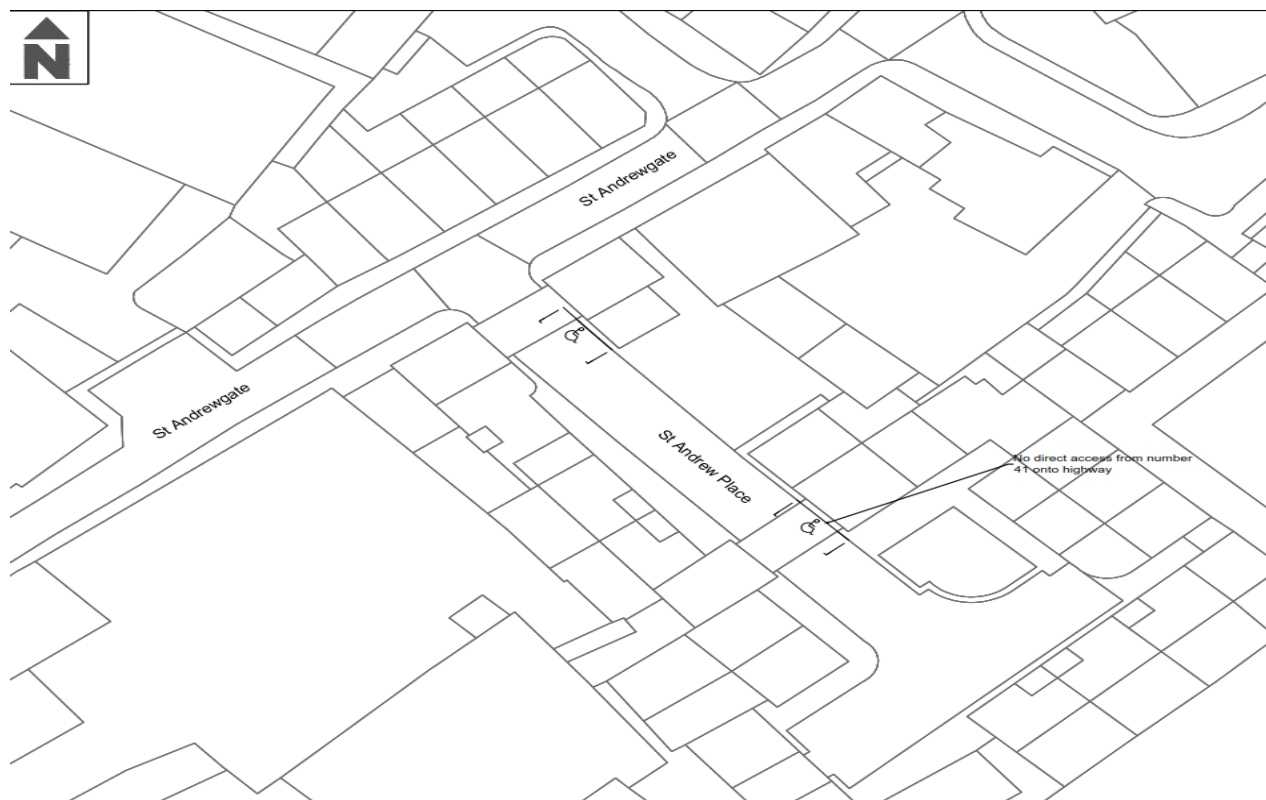 N
St Andrewgate
St Andrewgate
St Andrew Place
No direct access from number
41 onto highway